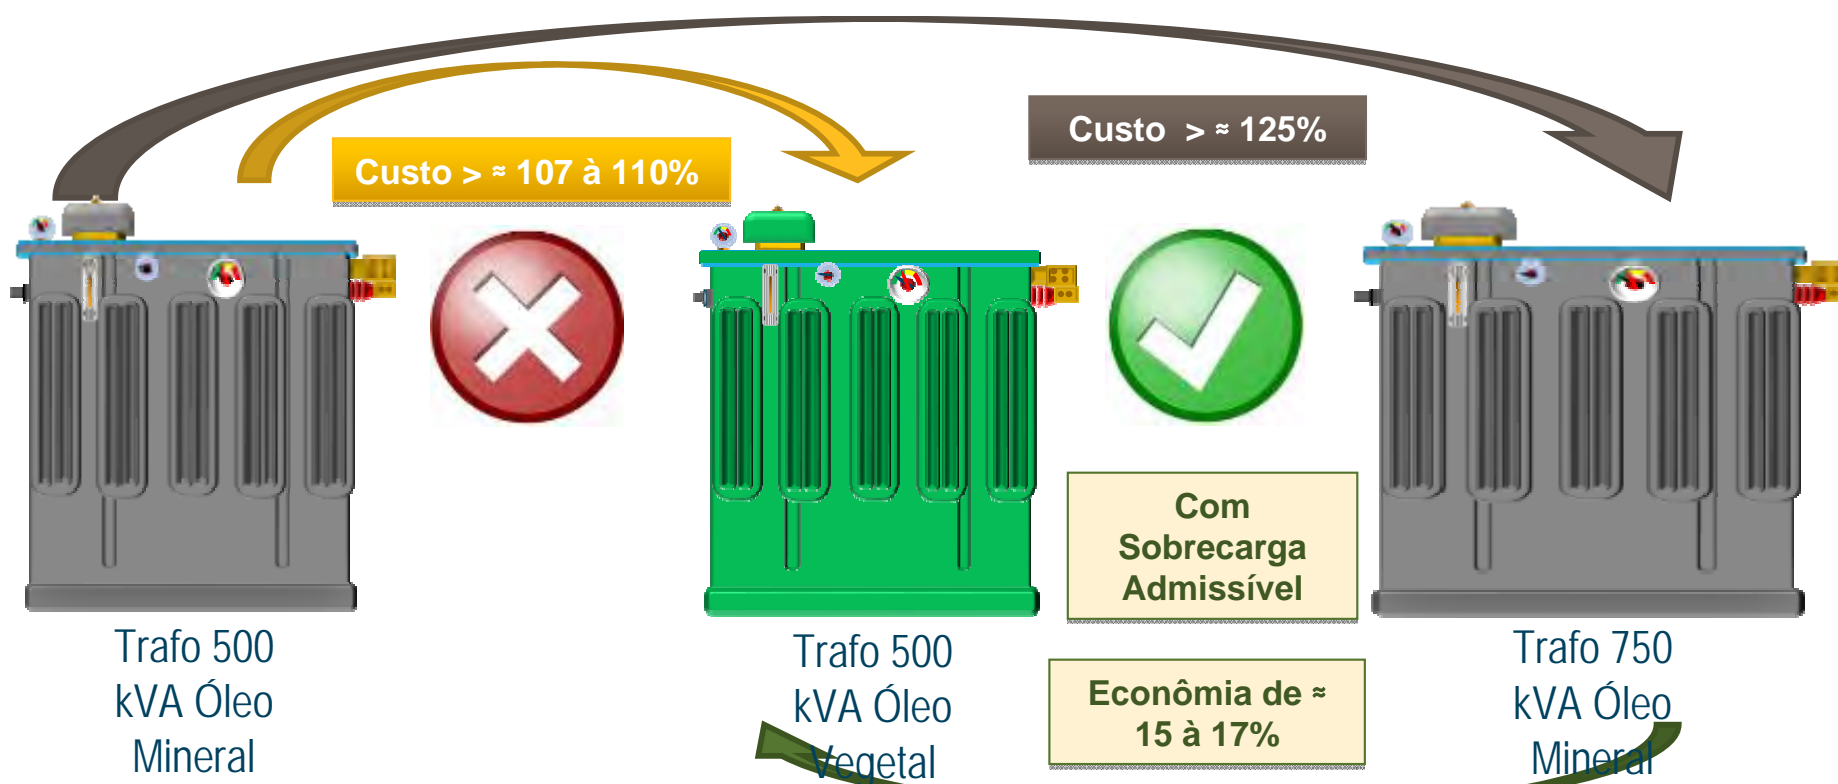 Custo > ≈ 125%
Custo > ≈ 107 à 110%
Com
Sobrecarga
Admissível
Trafo 500
kVA Óleo
Mineral
Trafo 500
kVA Óleo
Vegetal
Econômia de ≈
15 à 17%
Trafo 750
kVA Óleo
Mineral